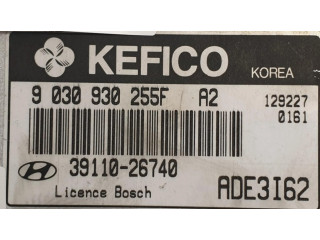 KEFICO KOREA
9 030 930 255F A2 129227
0161
39110-26740
Licence Bosch ADE3I62